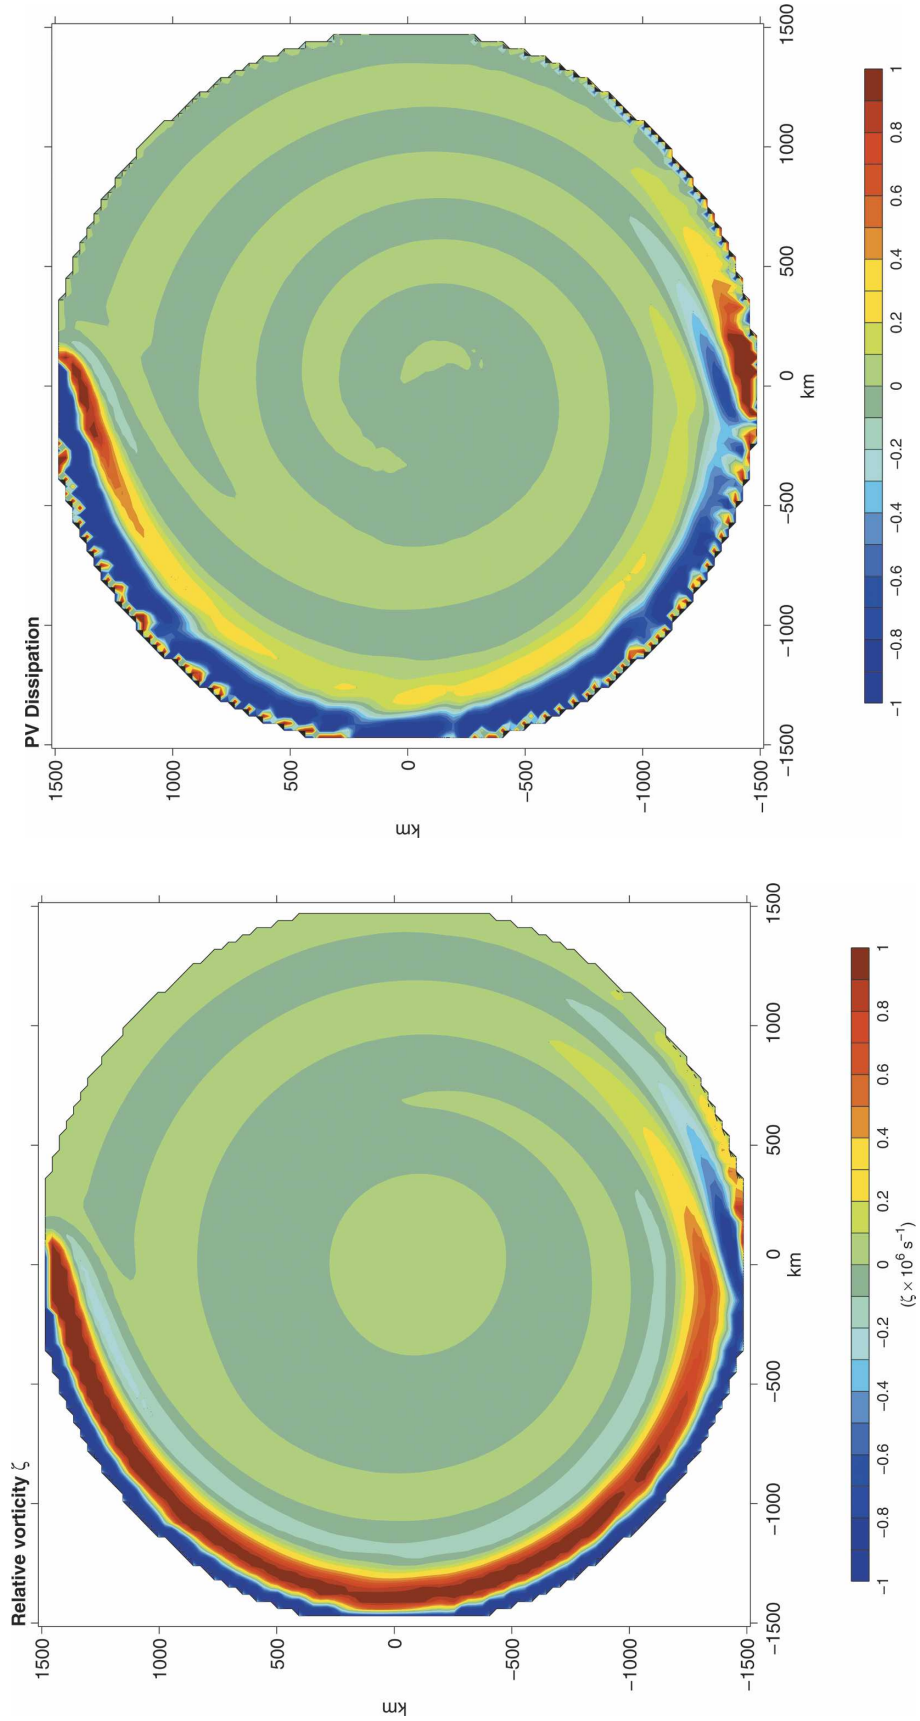 Relative vorticity ζ
1500
1000
500
0
−500
−1000
−1500
km
−1500 −1000 −500 0 500 1000 1500
km
−1 −0.8 −0.6 −0.4 −0.2 0 0.2 0.4 0.6 0.8 1
(ζ × 10⁶ s⁻¹)
PV Dissipation
1500
1000
500
0
−500
−1000
−1500
km
−1500 −1000 −500 0 500 1000 1500
km
−1 −0.8 −0.6 −0.4 −0.2 0 0.2 0.4 0.6 0.8 1